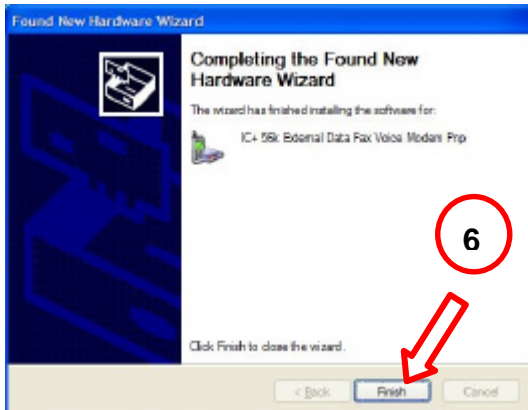 Found New Hardware Wizard
Completing the Found New
Hardware Wizard
The wizard has finished installing the software for:
IC+ 56k External Data Fax Voice Modem Pnp
6
Click Finish to close the wizard.
< Back Finish Cancel